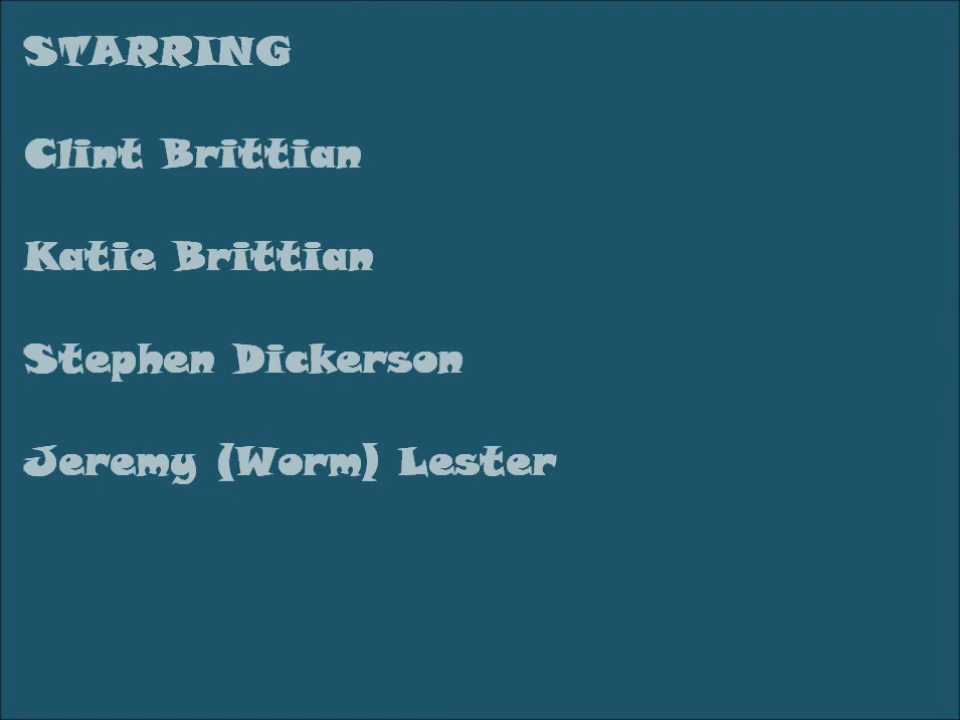 STARRING
Clint Brittian
Katie Brittian
Stephen Dickerson
Jeremy (Worm) Lester